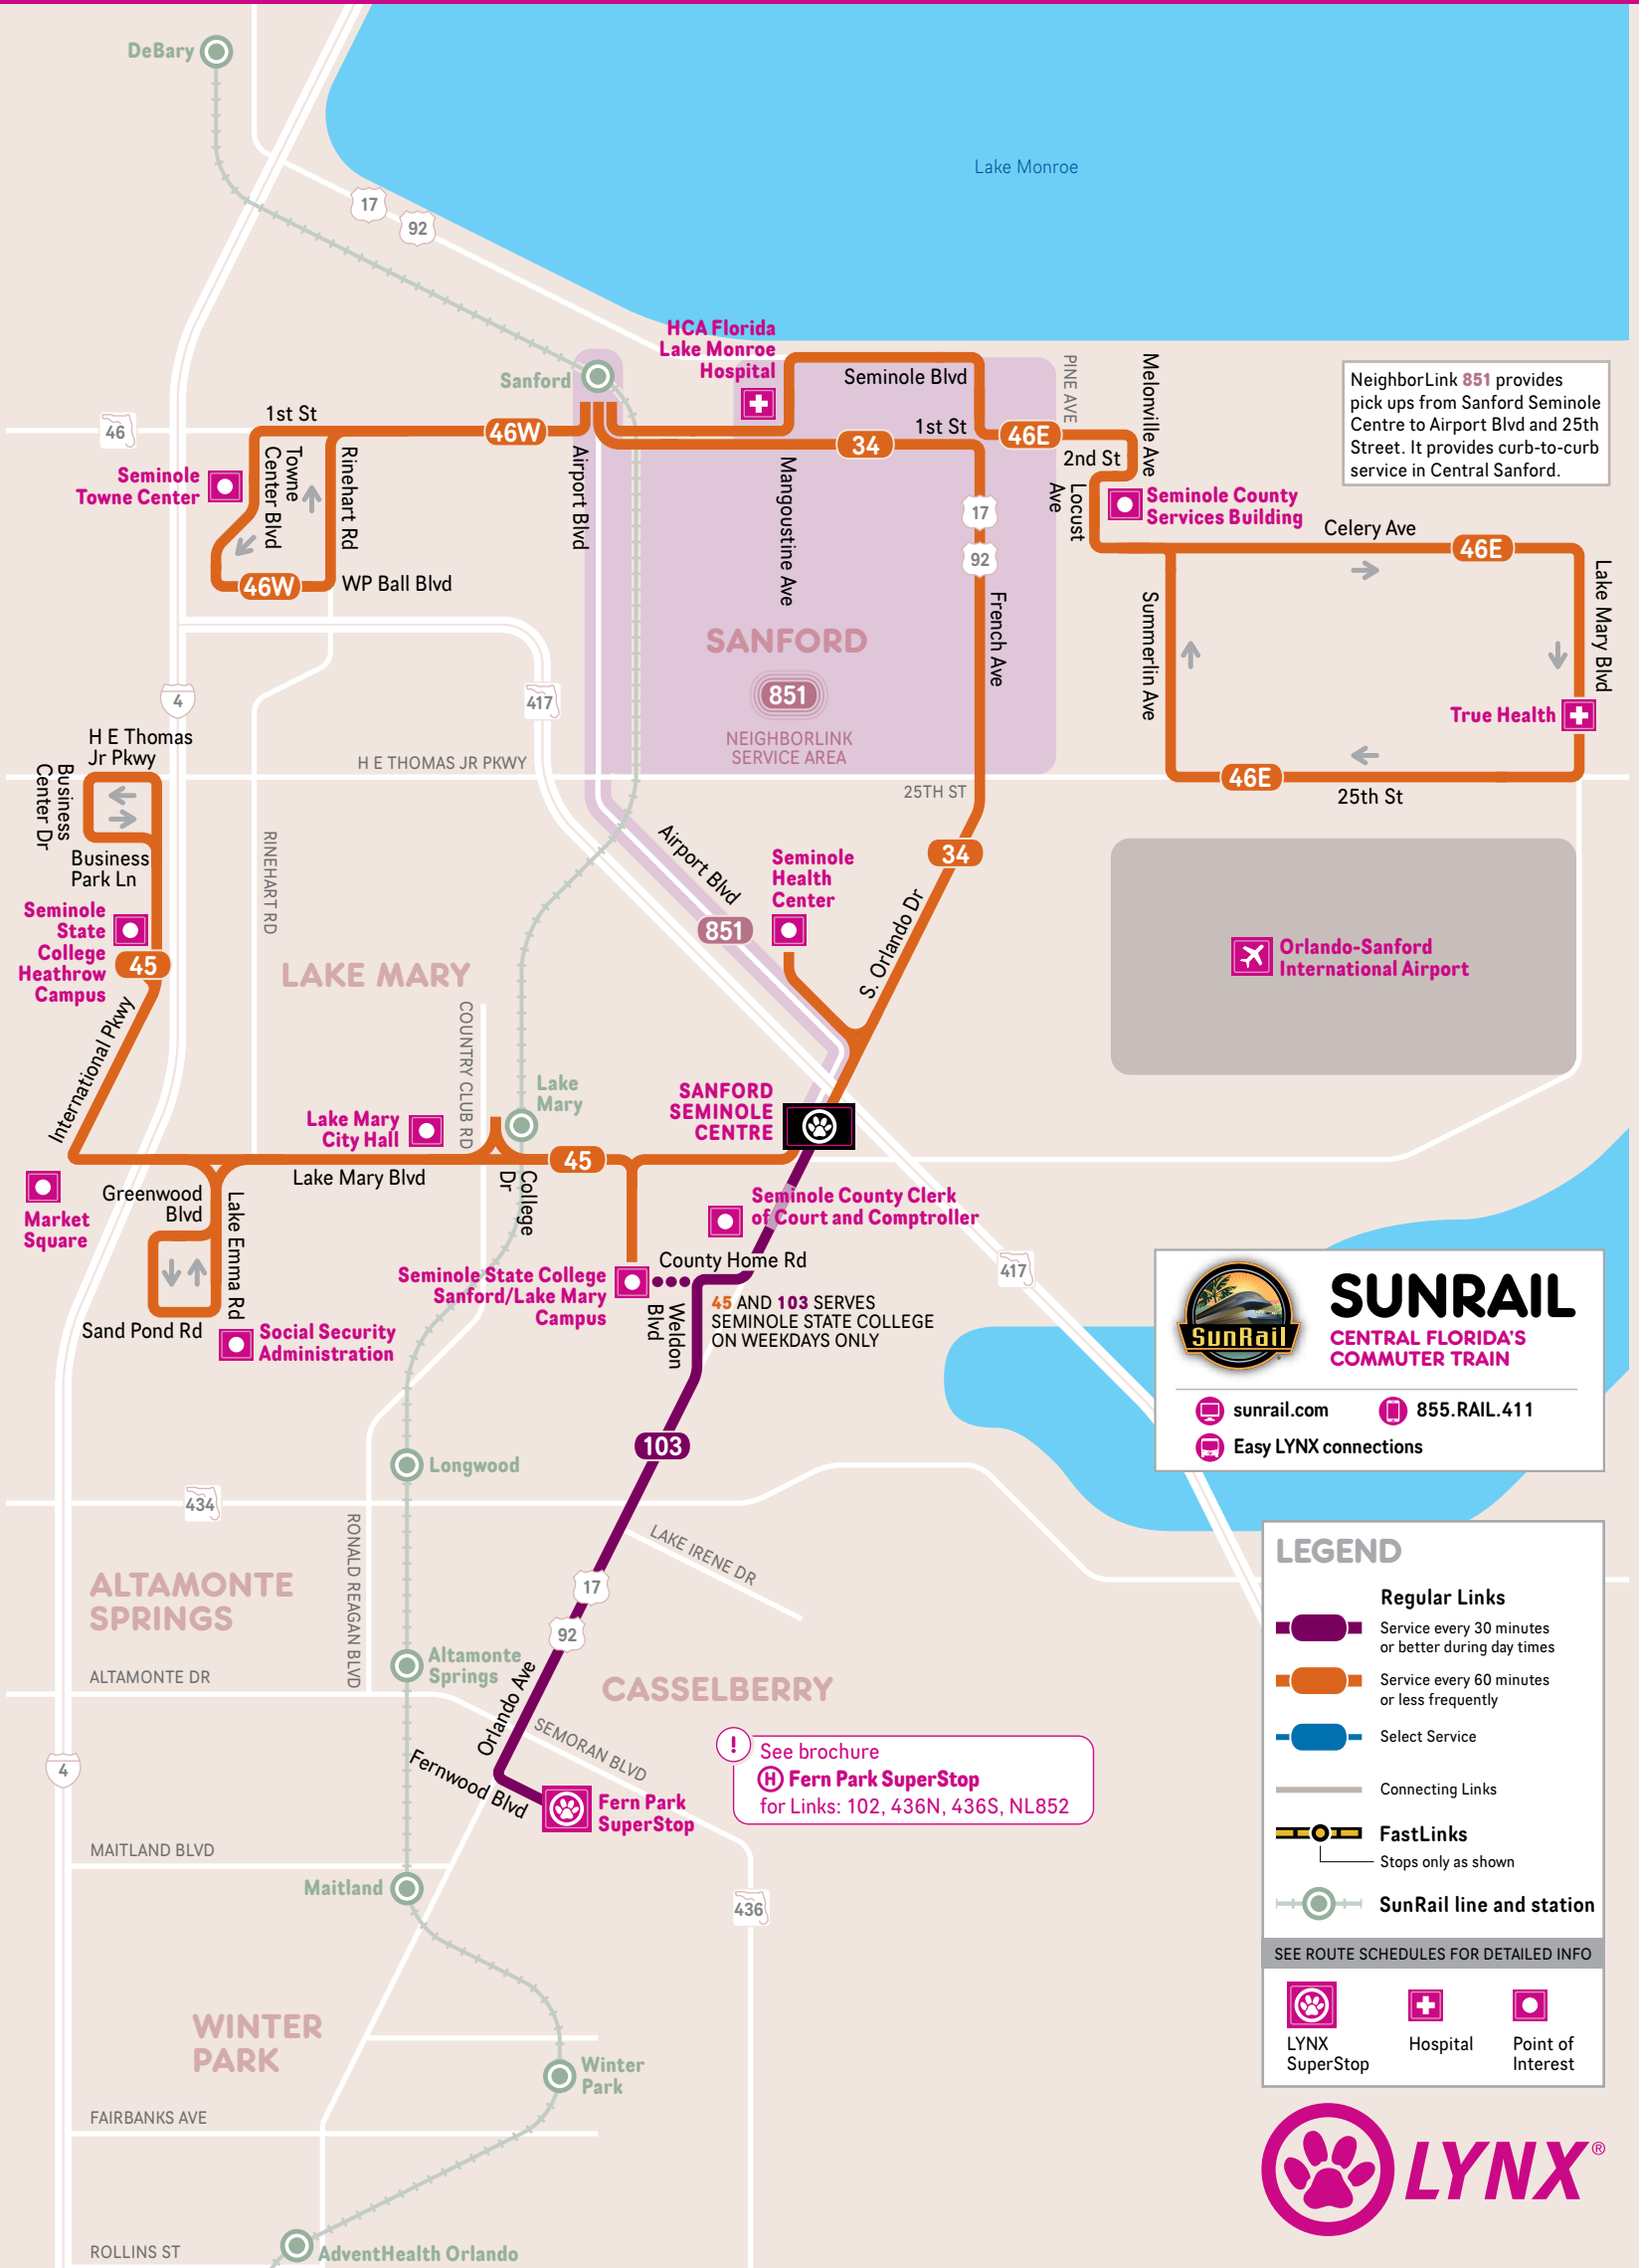 DeBary
Lake Monroe
17
92
HCA Florida
Lake Monroe
Hospital
Sanford
Seminole Blvd
PINE AVE
Melonville Ave
NeighborLink 851 provides
pick ups from Sanford Seminole
Centre to Airport Blvd and 25th
Street. It provides curb-to-curb
service in Central Sanford.
46
1st St
46W
34
1st St
46E
2nd St
Locust
Ave
Seminole
Towne Center
Towne
Center Blvd
Rinehart Rd
Airport Blvd
Mangoustine Ave
17
92
Seminole County
Services Building
Celery Ave
46E
46W
WP Ball Blvd
French Ave
Summerlin Ave
Lake Mary Blvd
SANFORD
851
NEIGHBORLINK
SERVICE AREA
4
417
True Health
H E Thomas
Jr Pkwy
H E THOMAS JR PKWY
25TH ST
46E
25th St
Business
Center Dr
Business
Park Ln
RINEHART RD
Airport Blvd
34
Seminole
Health
Center
851
S. Orlando Dr
Seminole
State
College
Heathrow
Campus
45
LAKE MARY
Orlando-Sanford
International Airport
International Pkwy
COUNTRY CLUB RD
Lake
Mary
Lake Mary
City Hall
SANFORD
SEMINOLE
CENTRE
45
Lake Mary Blvd
College
Dr
Market
Square
Greenwood
Blvd
Lake Emma Rd
Seminole County Clerk
of Court and Comptroller
County Home Rd
Seminole State College
Sanford/Lake Mary
Campus
Weldon
Blvd
45 AND 103 SERVES
SEMINOLE STATE COLLEGE
ON WEEKDAYS ONLY
417
Sand Pond Rd
Social Security
Administration
SunRail
SUNRAIL
CENTRAL FLORIDA'S
COMMUTER TRAIN
sunrail.com
855.RAIL.411
Easy LYNX connections
103
Longwood
434
RONALD REAGAN BLVD
LAKE IRENE DR
17
92
ALTAMONTE
SPRINGS
Altamonte
Springs
ALTAMONTE DR
Orlando Ave
CASSELBERRY
SEMORAN BLVD
4
Fernwood Blvd
Fern Park
SuperStop
!
See brochure
H Fern Park SuperStop
for Links: 102, 436N, 436S, NL852
MAITLAND BLVD
Maitland
436
WINTER
PARK
Winter
Park
FAIRBANKS AVE
ROLLINS ST
AdventHealth Orlando
LEGEND
Regular Links
Service every 30 minutes
or better during day times
Service every 60 minutes
or less frequently
Select Service
Connecting Links
FastLinks
Stops only as shown
SunRail line and station
SEE ROUTE SCHEDULES FOR DETAILED INFO
LYNX
SuperStop
Hospital
Point of
Interest
LYNX®